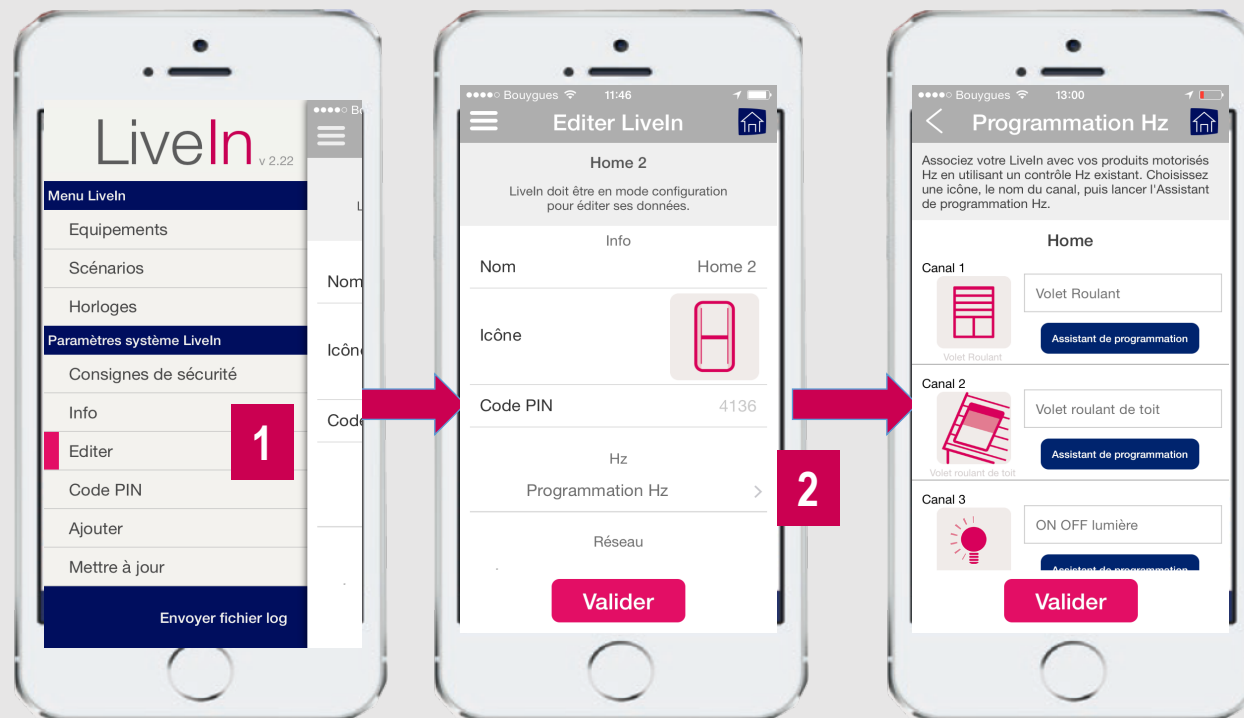 LiveIn v 2.22
Menu LiveIn
Equipements
Scénarios
Horloges
Paramètres système LiveIn
Consignes de sécurité
Info
Editer
Code PIN
Ajouter
Mettre à jour
Envoyer fichier log
1
Nom
Icône
Code
Bouygues 11:46
Editer LiveIn
Home 2
LiveIn doit être en mode configuration
pour éditer ses données.
Info
Nom Home 2
Icône
Code PIN 4136
Hz
Programmation Hz >
Réseau
Valider
2
Bouygues 13:00
Programmation Hz
Associez votre LiveIn avec vos produits motorisés
Hz en utilisant un contrôle Hz existant. Choisissez
une icône, le nom du canal, puis lancer l'Assistant
de programmation Hz.
Home
Canal 1
Volet Roulant
Assistant de programmation
Volet Roulant
Canal 2
Volet roulant de toit
Assistant de programmation
Volet roulant de toit
Canal 3
ON OFF lumière
Assistant de programmation
Valider